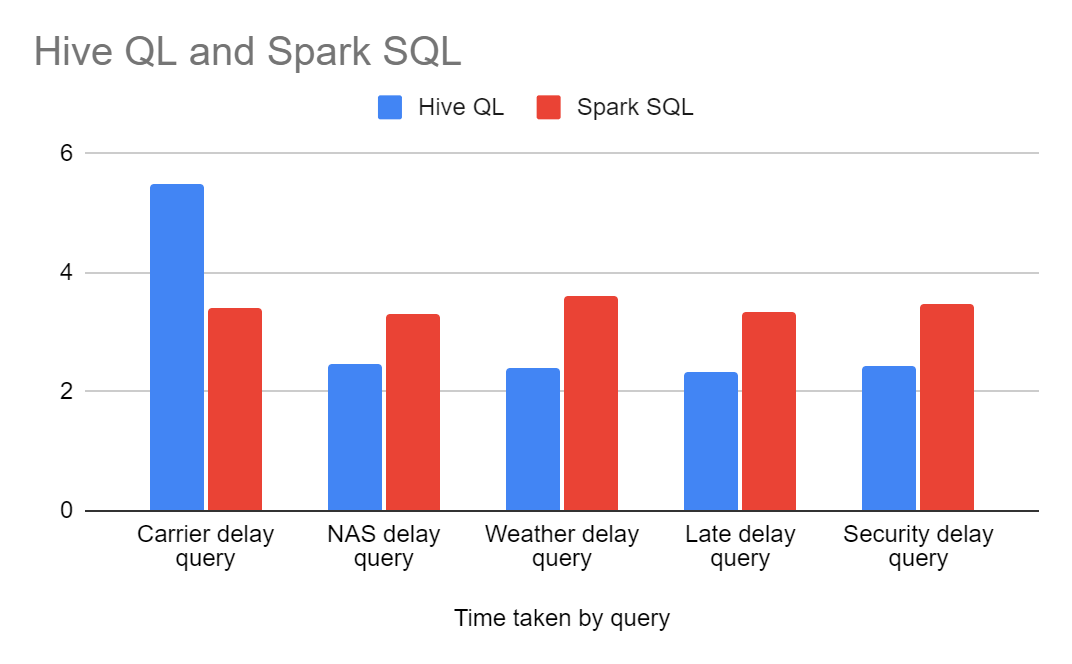 Hive QL and Spark SQL
Hive QL
Spark SQL
6
4
2
0
Carrier delay
query
NAS delay
query
Weather delay
query
Late delay
query
Security delay
query
Time taken by query